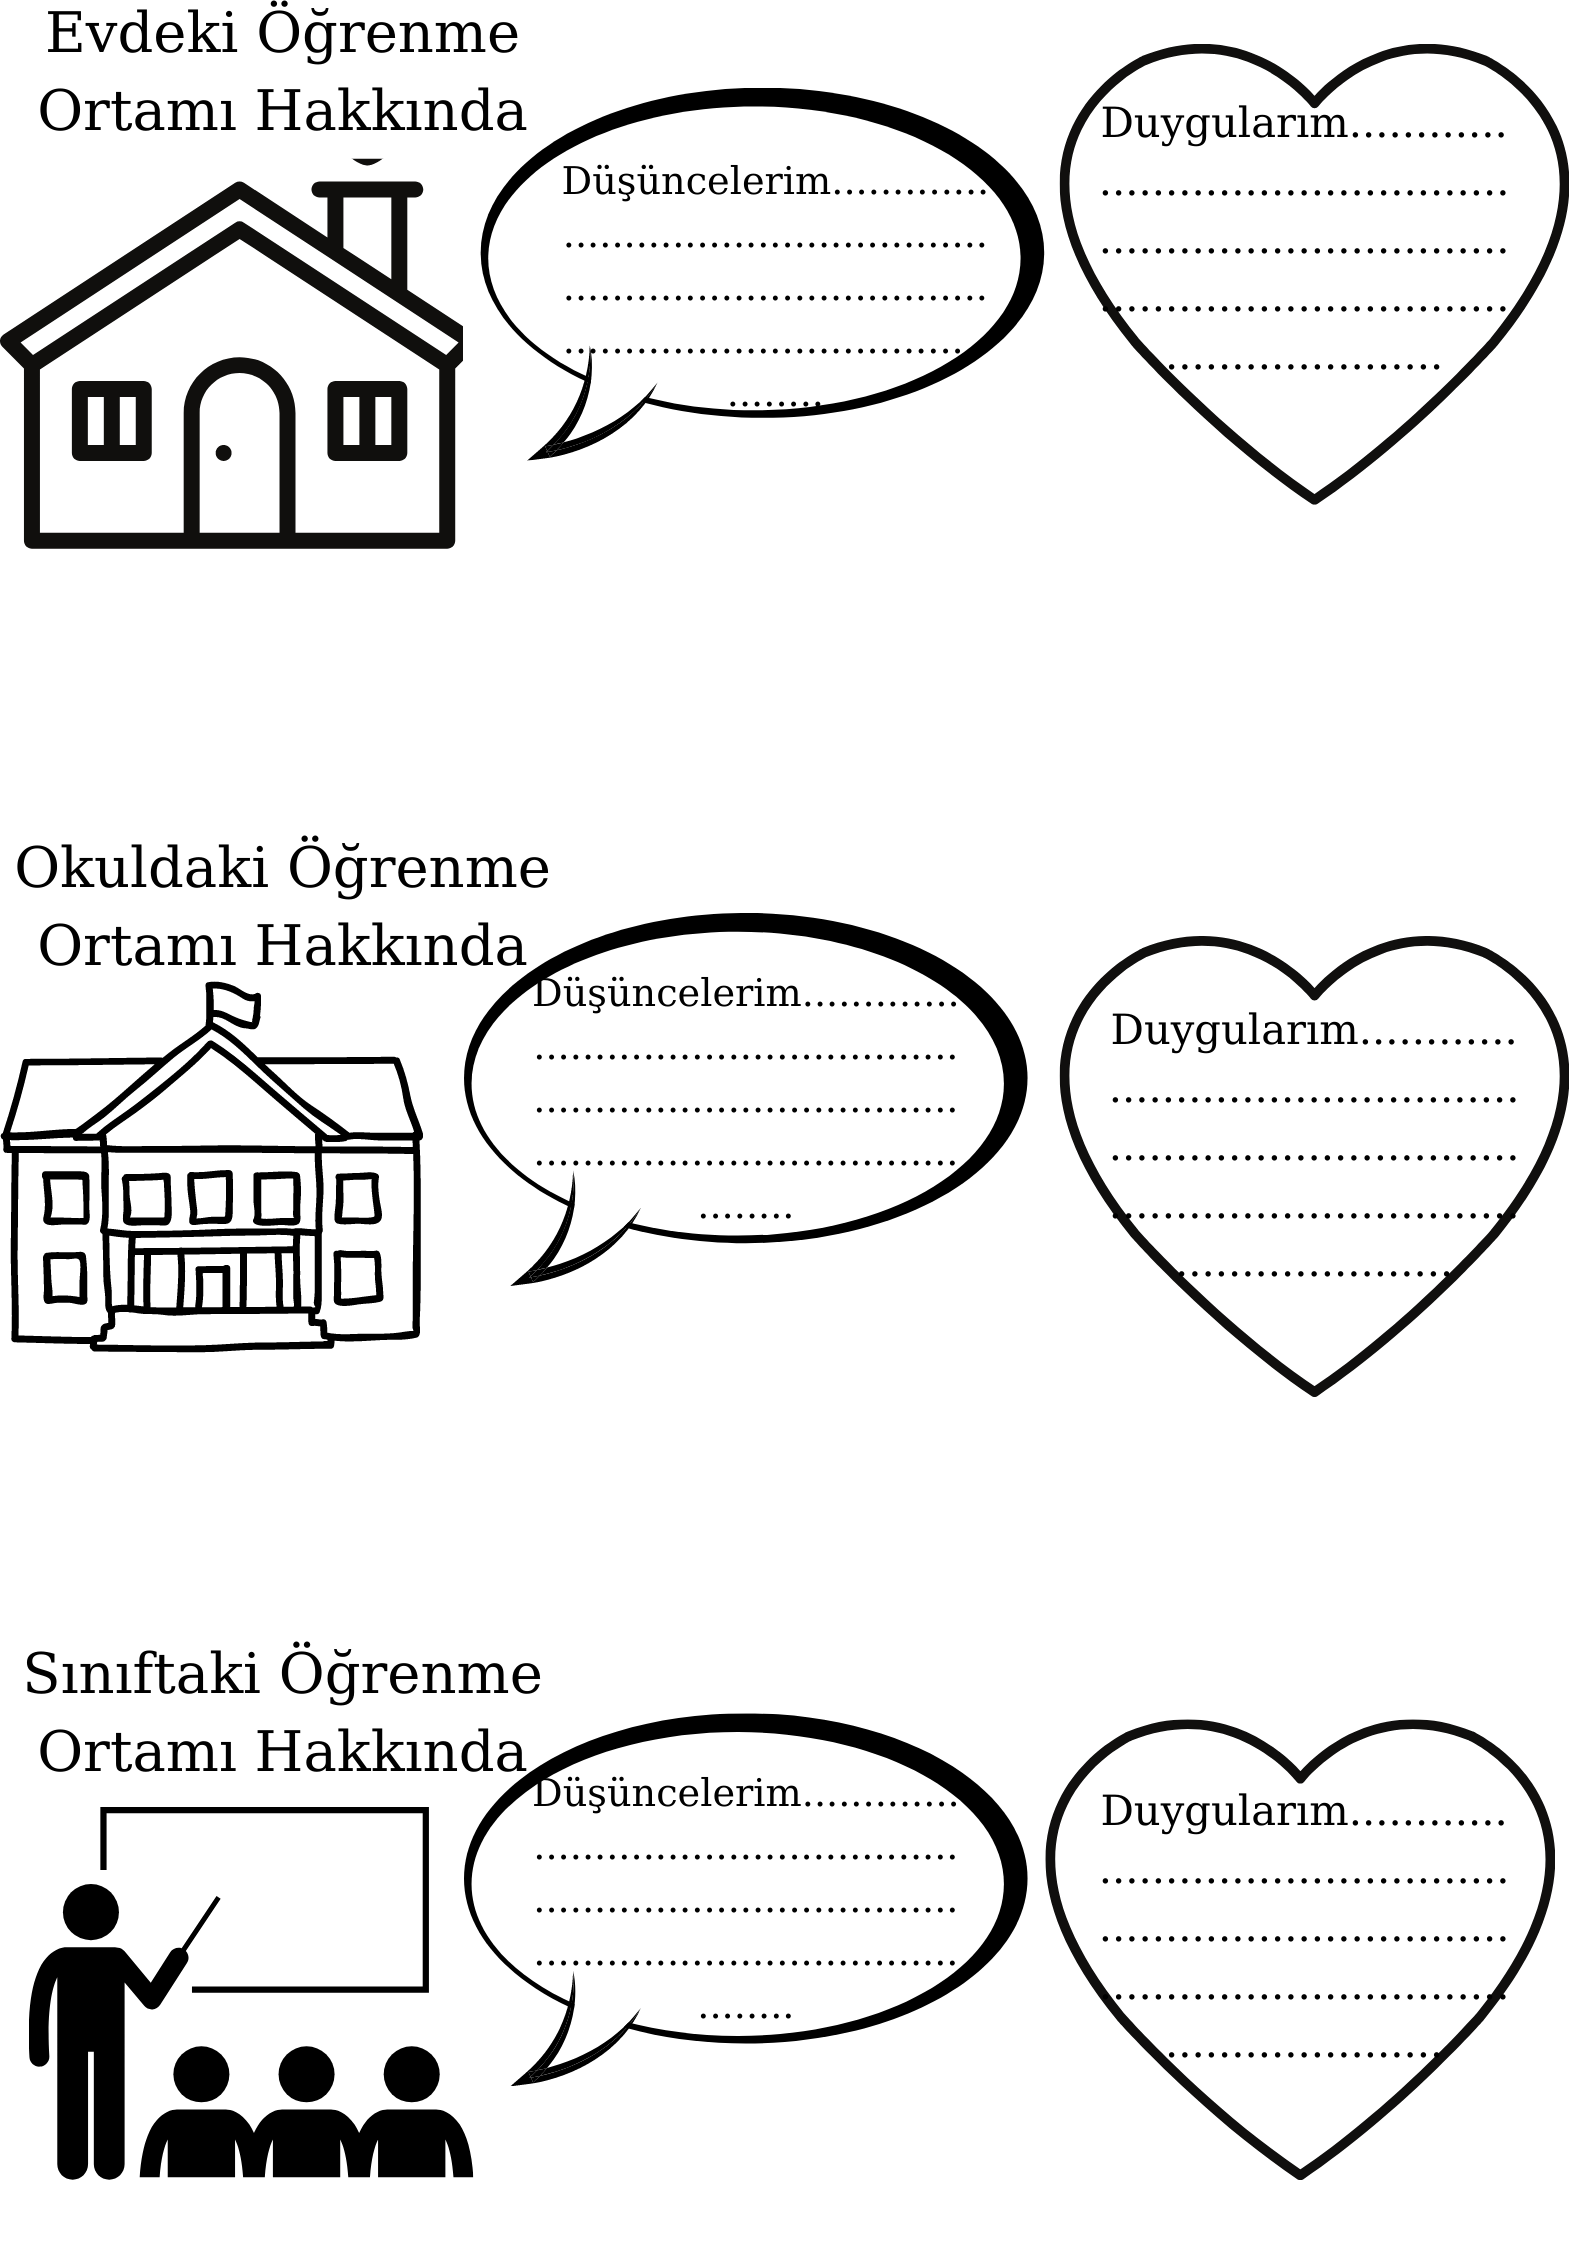 Evdeki Öğrenme
Ortamı Hakkında
Düşüncelerim.............
..................................
..................................
.................................
........
Duygularım............
...............................
...............................
...............................
.....................
Okuldaki Öğrenme
Ortamı Hakkında
Düşüncelerim.............
..................................
..................................
..................................
........
Duygularım............
...............................
...............................
...............................
.....................
Sınıftaki Öğrenme
Ortamı Hakkında
Düşüncelerim.............
..................................
..................................
..................................
........
Duygularım............
...............................
...............................
..............................
.....................